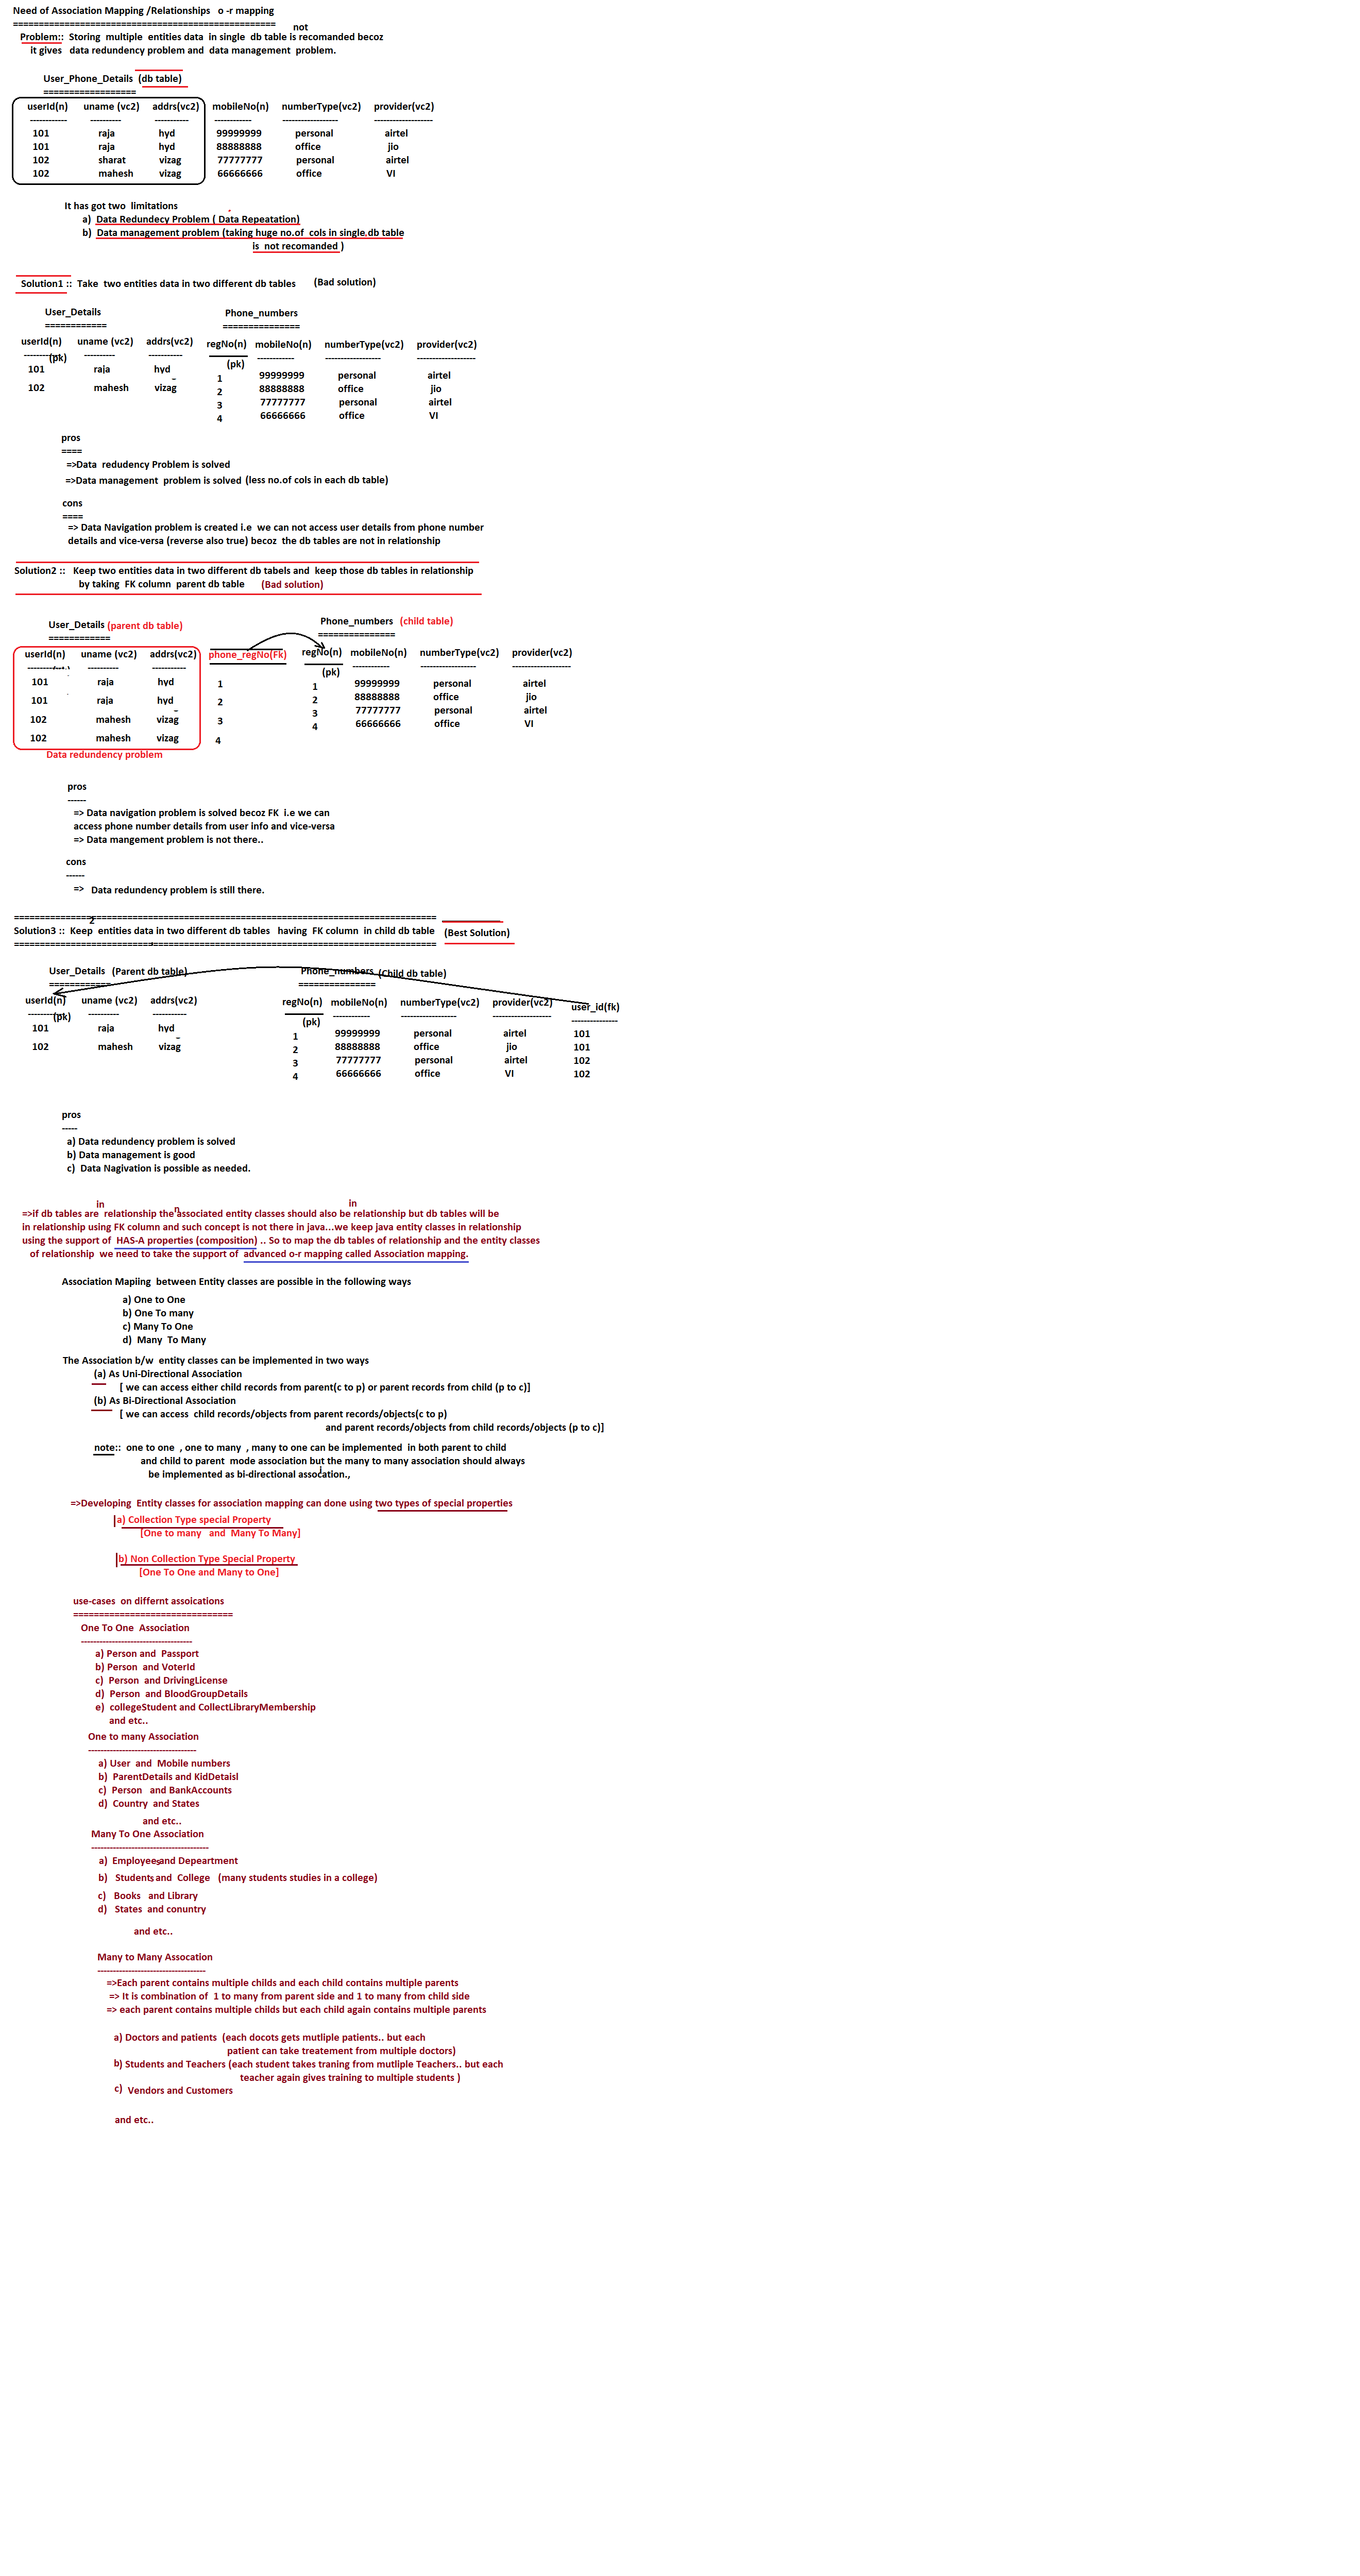 Need of Association Mapping /Relationships o -r mapping
===================================================
not
Problem:: Storing multiple entities data in single db table is recomanded becoz
it gives data redundency problem and data management problem.
User_Phone_Details (db table)
==================
userId(n) uname (vc2) addrs(vc2) mobileNo(n) numberType(vc2) provider(vc2)
------------ ---------- ----------- ------------ ------------------ -------------------
101 raja hyd 99999999 personal airtel
101 raja hyd 88888888 office jio
102 sharat vizag 77777777 personal airtel
102 mahesh vizag 66666666 office VI
It has got two limitations
a) Data Redundecy Problem ( Data Repeatation)
b) Data management problem (taking huge no.of cols in single db table
is not recomanded )
Solution1 :: Take two entities data in two different db tables (Bad solution)
User_Details Phone_numbers
============ ===============
userId(n) uname (vc2) addrs(vc2) regNo(n) mobileNo(n) numberType(vc2) provider(vc2)
------------ ---------- ----------- ------------ ------------------ -------------------
(pk) (pk)
101 raja hyd 1 99999999 personal airtel
102 mahesh vizag 2 88888888 office jio
3 77777777 personal airtel
4 66666666 office VI
pros
====
=>Data redudency Problem is solved
=>Data management problem is solved (less no.of cols in each db table)
cons
====
=> Data Navigation problem is created i.e we can not access user details from phone number
details and vice-versa (reverse also true) becoz the db tables are not in relationship
Solution2 :: Keep two entities data in two different db tabels and keep those db tables in relationship
by taking FK column parent db table (Bad solution)
User_Details (parent db table) Phone_numbers (child table)
============ ===============
userId(n) uname (vc2) addrs(vc2) phone_regNo(Fk) regNo(n) mobileNo(n) numberType(vc2) provider(vc2)
------------ ---------- ----------- ------------ ------------------ -------------------
(pk)
101 raja hyd 1 1 99999999 personal airtel
101 raja hyd 2 2 88888888 office jio
102 mahesh vizag 3 3 77777777 personal airtel
102 mahesh vizag 4 4 66666666 office VI
Data redundency problem
pros
------
=> Data navigation problem is solved becoz FK i.e we can
access phone number details from user info and vice-versa
=> Data mangement problem is not there..
cons
------
=> Data redundency problem is still there.
==================================================================================
2
Solution3 :: Keep entities data in two different db tables having FK column in child db table (Best Solution)
==================================================================================
User_Details (Parent db table) Phone_numbers (Child db table)
============ ===============
userId(n) uname (vc2) addrs(vc2) regNo(n) mobileNo(n) numberType(vc2) provider(vc2) user_id(fk)
------------ ---------- ----------- ------------ ------------------ ------------------- ---------------
(pk) (pk)
101 raja hyd 1 99999999 personal airtel 101
102 mahesh vizag 2 88888888 office jio 101
3 77777777 personal airtel 102
4 66666666 office VI 102
pros
-----
a) Data redundency problem is solved
b) Data management is good
c) Data Nagivation is possible as needed.
in n in
=>if db tables are relationship the associated entity classes should also be relationship but db tables will be
in relationship using FK column and such concept is not there in java...we keep java entity classes in relationship
using the support of HAS-A properties (composition) .. So to map the db tables of relationship and the entity classes
of relationship we need to take the support of advanced o-r mapping called Association mapping.
Association Mapiing between Entity classes are possible in the following ways
a) One to One
b) One To many
c) Many To One
d) Many To Many
The Association b/w entity classes can be implemented in two ways
(a) As Uni-Directional Association
[ we can access either child records from parent(c to p) or parent records from child (p to c)]
(b) As Bi-Directional Association
[ we can access child records/objects from parent records/objects(c to p)
and parent records/objects from child records/objects (p to c)]
note:: one to one , one to many , many to one can be implemented in both parent to child
and child to parent mode association but the many to many association should always
i
be implemented as bi-directional assocation.,
=>Developing Entity classes for association mapping can done using two types of special properties
a) Collection Type special Property
[One to many and Many To Many]
b) Non Collection Type Special Property
[One To One and Many to One]
use-cases on differnt assoications
===============================
One To One Association
------------------------------------
a) Person and Passport
b) Person and VoterId
c) Person and DrivingLicense
d) Person and BloodGroupDetails
e) collegeStudent and CollectLibraryMembership
and etc..
One to many Association
-----------------------------------
a) User and Mobile numbers
b) ParentDetails and KidDetaisl
c) Person and BankAccounts
d) Country and States
and etc..
Many To One Association
--------------------------------------
a) Employees and Depeartment
b) Students and College (many students studies in a college)
c) Books and Library
d) States and conuntry
and etc..
Many to Many Assocation
-----------------------------------
=>Each parent contains multiple childs and each child contains multiple parents
=> It is combination of 1 to many from parent side and 1 to many from child side
=> each parent contains multiple childs but each child again contains multiple parents
a) Doctors and patients (each docots gets mutliple patients.. but each
patient can take treatement from multiple doctors)
b) Students and Teachers (each student takes traning from mutliple Teachers.. but each
teacher again gives training to multiple students )
c) Vendors and Customers
and etc..